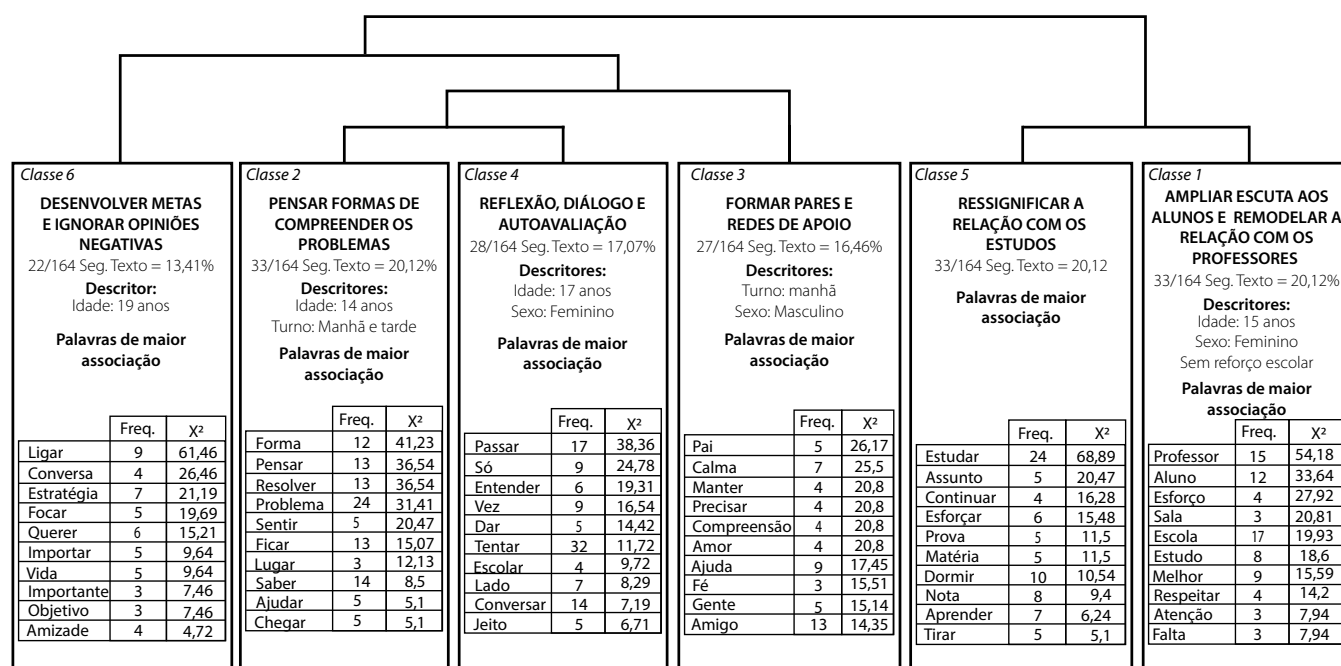 Classe 6
DESENVOLVER METAS
E IGNORAR OPINIÕES
NEGATIVAS
22/164 Seg. Texto = 13,41%
Descritor:
Idade: 19 anos
Palavras de maior
associação
Freq. X²
Ligar 9 61,46
Conversa 4 26,46
Estratégia 7 21,19
Focar 5 19,69
Querer 6 15,21
Importar 5 9,64
Vida 5 9,64
Importante 3 7,46
Objetivo 3 7,46
Amizade 4 4,72
Classe 2
PENSAR FORMAS DE
COMPREENDER OS
PROBLEMAS
33/164 Seg. Texto = 20,12%
Descritores:
Idade: 14 anos
Turno: Manhã e tarde
Palavras de maior
associação
Freq. X²
Forma 12 41,23
Pensar 13 36,54
Resolver 13 36,54
Problema 24 31,41
Sentir 5 20,47
Ficar 13 15,07
Lugar 3 12,13
Saber 14 8,5
Ajudar 5 5,1
Chegar 5 5,1
Classe 4
REFLEXÃO, DIÁLOGO E
AUTOAVALIAÇÃO
28/164 Seg. Texto = 17,07%
Descritores:
Idade: 17 anos
Sexo: Feminino
Palavras de maior
associação
Freq. X²
Passar 17 38,36
Só 9 24,78
Entender 6 19,31
Vez 9 16,54
Dar 5 14,42
Tentar 32 11,72
Escolar 4 9,72
Lado 7 8,29
Conversar 14 7,19
Jeito 5 6,71
Classe 3
FORMAR PARES E
REDES DE APOIO
27/164 Seg. Texto = 16,46%
Descritores:
Turno: manhã
Sexo: Masculino
Palavras de maior
associação
Freq. X²
Pai 5 26,17
Calma 7 25,5
Manter 4 20,8
Precisar 4 20,8
Compreensão 4 20,8
Amor 4 20,8
Ajuda 9 17,45
Fé 3 15,51
Gente 5 15,14
Amigo 13 14,35
Classe 5
RESSIGNIFICAR A
RELAÇÃO COM OS
ESTUDOS
33/164 Seg. Texto = 20,12
Palavras de maior
associação
Freq. X²
Estudar 24 68,89
Assunto 5 20,47
Continuar 4 16,28
Esforçar 6 15,48
Prova 5 11,5
Matéria 5 11,5
Dormir 10 10,54
Nota 8 9,4
Aprender 7 6,24
Tirar 5 5,1
Classe 1
AMPLIAR ESCUTA AOS
ALUNOS E REMODELAR A
RELAÇÃO COM OS
PROFESSORES
33/164 Seg. Texto = 20,12%
Descritores:
Idade: 15 anos
Sexo: Feminino
Sem reforço escolar
Palavras de maior
associação
Freq. X²
Professor 15 54,18
Aluno 12 33,64
Esforço 4 27,92
Sala 3 20,81
Escola 17 19,93
Estudo 8 18,6
Melhor 9 15,59
Respeitar 4 14,2
Atenção 3 7,94
Falta 3 7,94